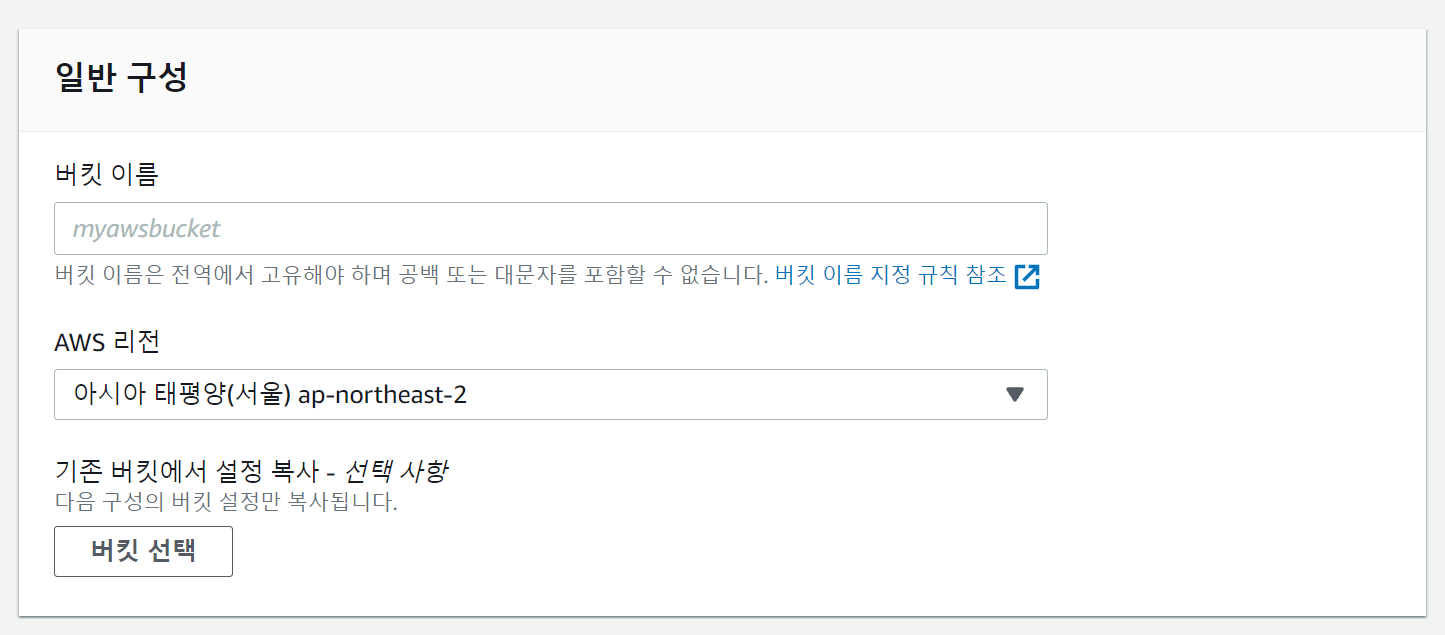 일반 구성
버킷 이름
myawsbucket
버킷 이름은 전역에서 고유해야 하며 공백 또는 대문자를 포함할 수 없습니다. 버킷 이름 지정 규칙 참조
AWS 리전
아시아 태평양(서울) ap-northeast-2
기존 버킷에서 설정 복사 - 선택 사항
다음 구성의 버킷 설정만 복사됩니다.
버킷 선택